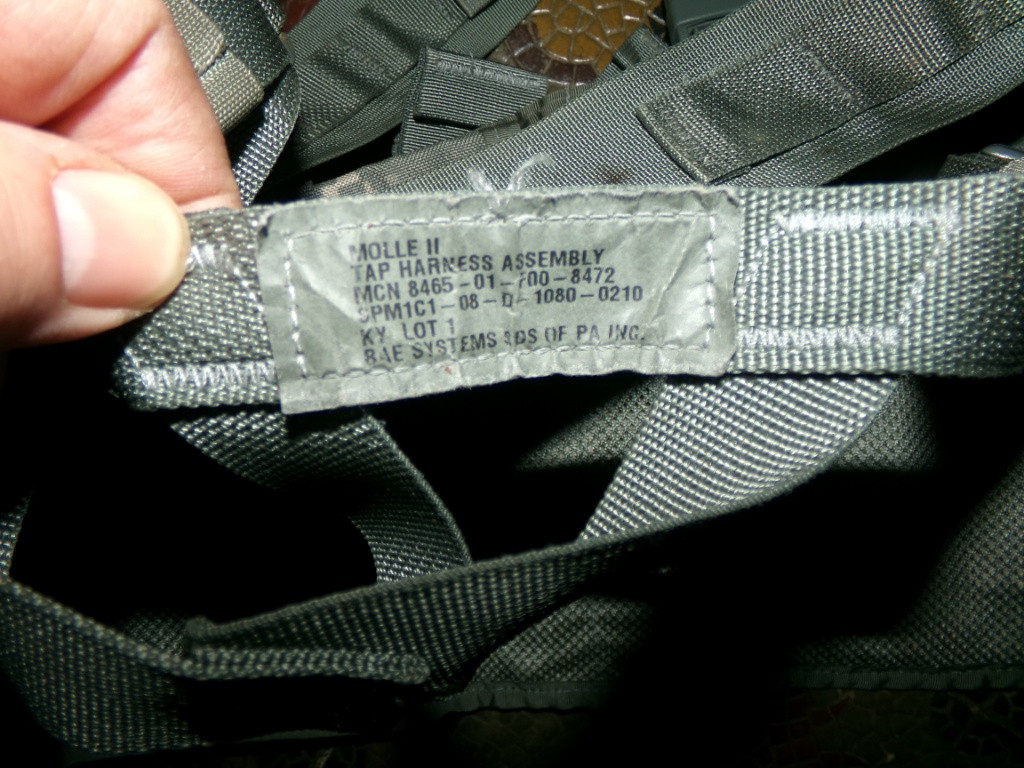 MOLLE II
TAP HARNESS ASSEMBLY
MCN 8465-01-F00-8472
SPM1C1-08-D-1080-0210
KY LOT 1
BAE SYSTEMS SDS OF PA INC.